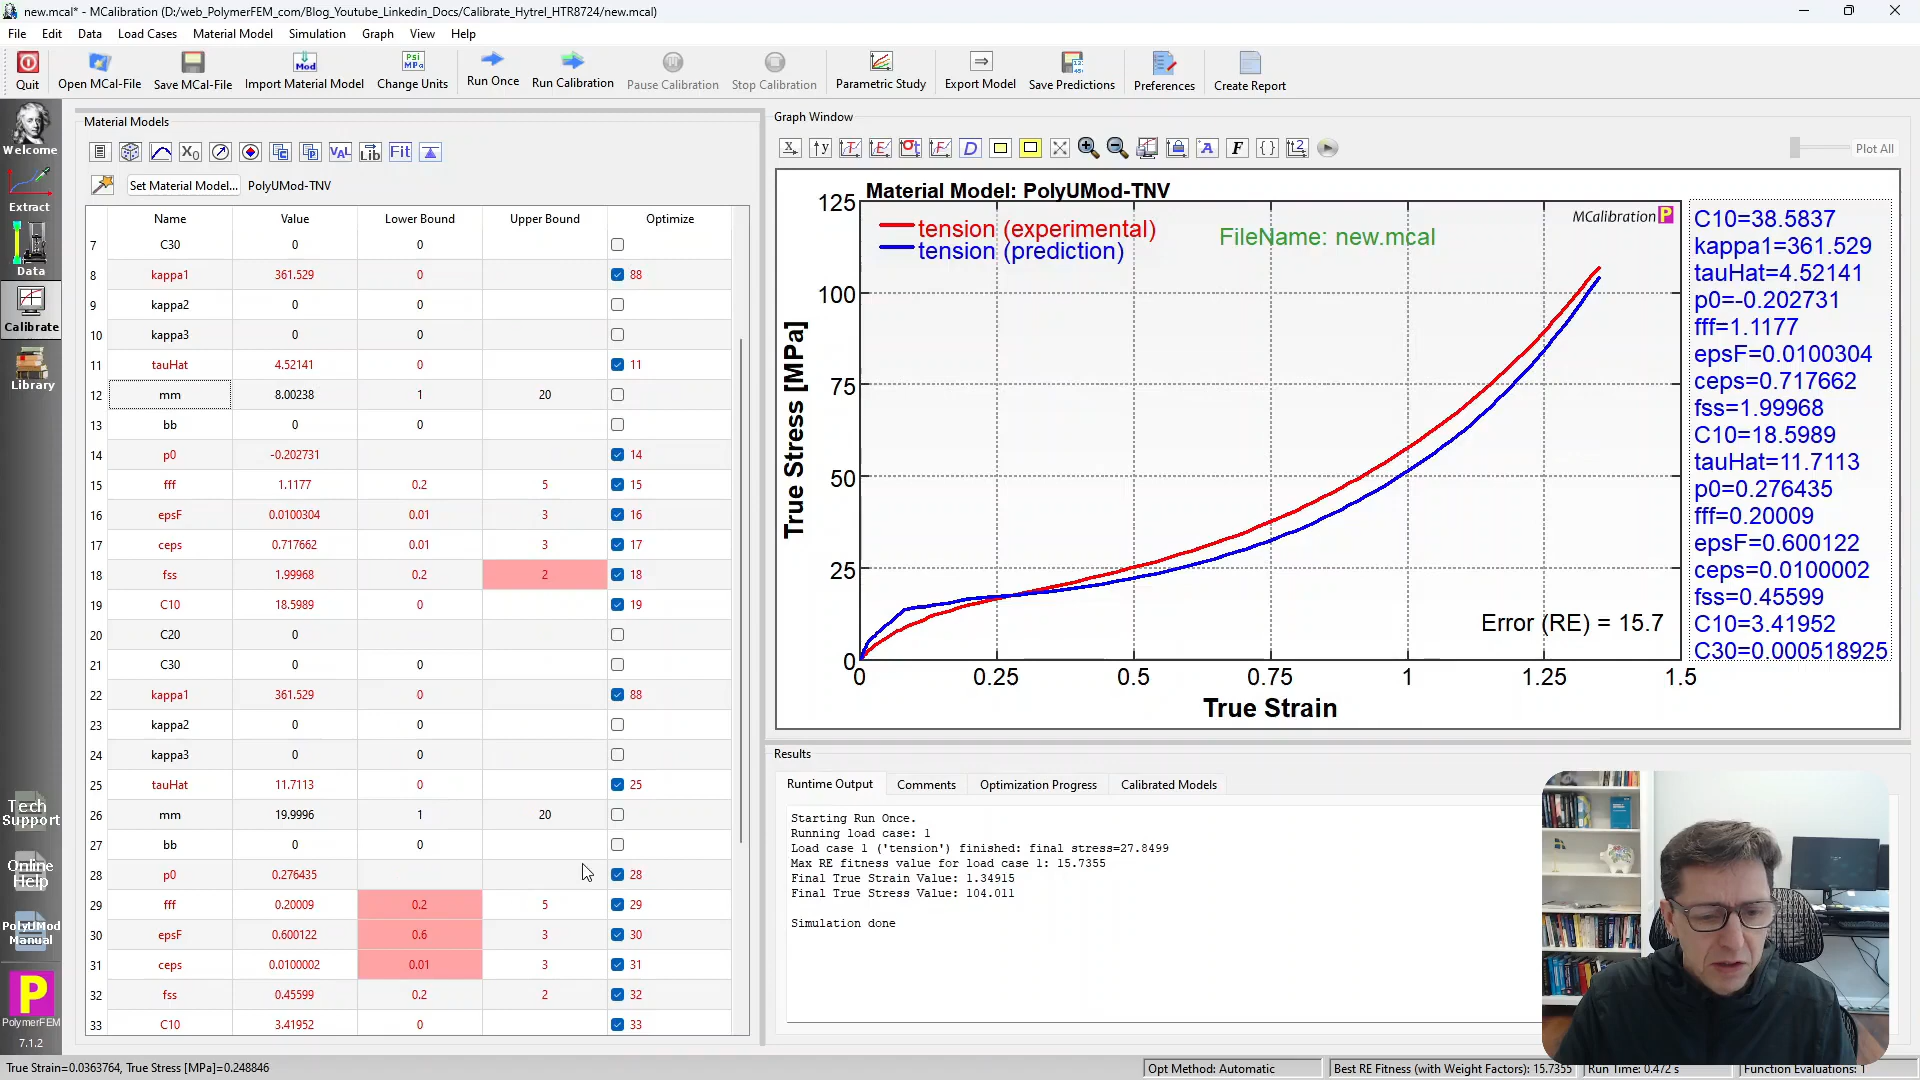 new.mcal* - MCalibration (D:/web_PolymerFEM_com/Blog_Youtube_Linkedin_Docs/Calibrate_Hytrel_HTR8724/new.mcal)
File Edit Data Load Cases Material Model Simulation Graph View Help
Quit Open MCal-File Save MCal-File Import Material Model Change Units Run Once Run Calibration Pause Calibration Stop Calibration Parametric Study Export Model Save Predictions Preferences Create Report
Welcome
Extract
Data
Calibrate
Library
Tech Support
Online Help
PolyUMod Manual
PolymerFEM
7.1.2
Material Models
Set Material Model... PolyUMod-TNV
Name Value Lower Bound Upper Bound Optimize
7 C30 0 0
8 kappa1 361.529 0 88
9 kappa2 0 0
10 kappa3 0 0
11 tauHat 4.52141 0 11
12 mm 8.00238 1 20
13 bb 0 0
14 p0 -0.202731 14
15 fff 1.1177 0.2 5 15
16 epsF 0.0100304 0.01 3 16
17 ceps 0.717662 0.01 3 17
18 fss 1.99968 0.2 2 18
19 C10 18.5989 0 19
20 C20 0
21 C30 0 0
22 kappa1 361.529 0 88
23 kappa2 0 0
24 kappa3 0 0
25 tauHat 11.7113 0 25
26 mm 19.9996 1 20
27 bb 0 0
28 p0 0.276435 28
29 fff 0.20009 0.2 5 29
30 epsF 0.600122 0.6 3 30
31 ceps 0.0100002 0.01 3 31
32 fss 0.45599 0.2 2 32
33 C10 3.41952 0 33
Graph Window
Plot All
Material Model: PolyUMod-TNV
tension (experimental)
tension (prediction)
FileName: new.mcal
MCalibration
True Stress [MPa]
125
100
75
50
25
0
0 0.25 0.5 0.75 1 1.25 1.5
True Strain
Error (RE) = 15.7
C10=38.5837
kappa1=361.529
tauHat=4.52141
p0=-0.202731
fff=1.1177
epsF=0.0100304
ceps=0.717662
fss=1.99968
C10=18.5989
tauHat=11.7113
p0=0.276435
fff=0.20009
epsF=0.600122
ceps=0.0100002
fss=0.45599
C10=3.41952
C30=0.000518925
Results
Runtime Output Comments Optimization Progress Calibrated Models
Starting Run Once.
Running load case: 1
Load case 1 ('tension') finished: final stress=27.8499
Max RE fitness value for load case 1: 15.7355
Final True Strain Value: 1.34915
Final True Stress Value: 104.011
Simulation done
True Strain=0.0363764, True Stress [MPa]=0.248846
Opt Method: Automatic
Best RE Fitness (with Weight Factors): 15.7355
Run Time: 0.472 s
Function Evaluations: 1